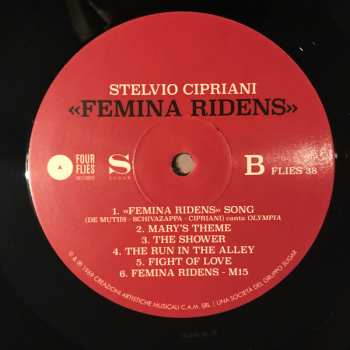 STELVIO CIPRIANI
«FEMINA RIDENS»
FOUR
FLIES
RECORDS
S
SUGAR
B
FLIES 38
1. «FEMINA RIDENS» SONG
(DE MUTIIS - SCHIVAZAPPA - CIPRIANI) canta OLYMPIA
2. MARY'S THEME
3. THE SHOWER
4. THE RUN IN THE ALLEY
5. FIGHT OF LOVE
6. FEMINA RIDENS - M15
© & ℗ 1969 CREAZIONI ARTISTICHE MUSICALI C.A.M. SRL | UNA SOCIETÀ DEL GRUPPO SUGAR